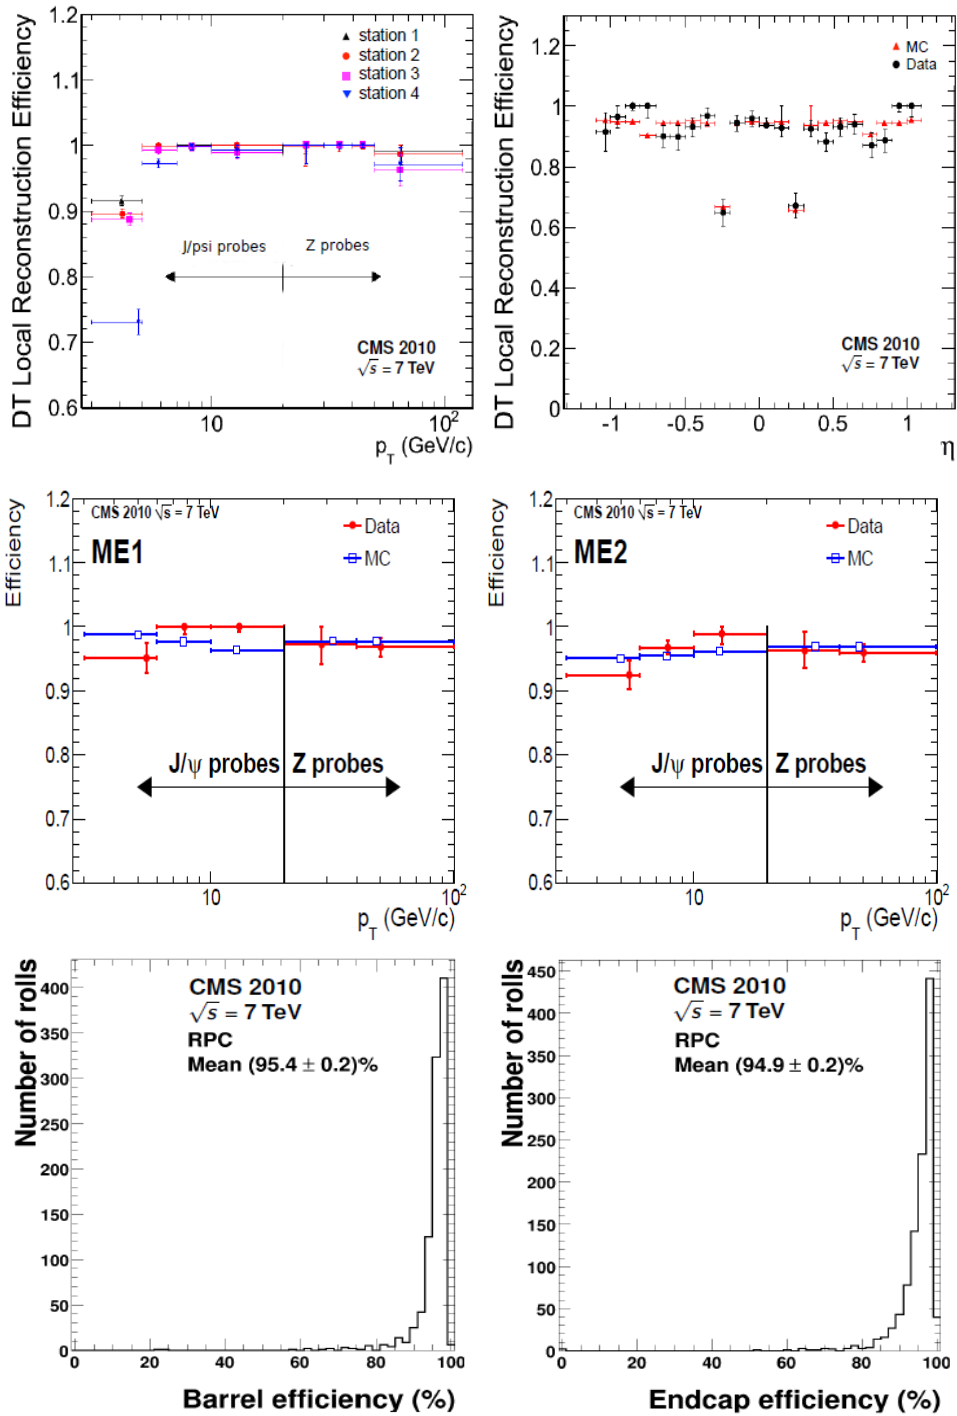 DT Local Reconstruction Efficiency
1.2
1.1
1
0.9
0.8
0.7
0.6
station 1
station 2
station 3
station 4
J/psi probes
Z probes
CMS 2010
√s = 7 TeV
10
10²
p_T (GeV/c)
DT Local Reconstruction Efficiency
1.2
1
0.8
0.6
0.4
0.2
0
MC
Data
CMS 2010
√s = 7 TeV
-1
-0.5
0
0.5
1
η
Efficiency
1.2
1.1
1
0.9
0.8
0.7
0.6
CMS 2010 √s = 7 TeV
ME1
Data
MC
J/ψ probes
Z probes
10
10²
p_T (GeV/c)
Efficiency
1.2
1.1
1
0.9
0.8
0.7
0.6
CMS 2010 √s = 7 TeV
ME2
Data
MC
J/ψ probes
Z probes
10
10²
p_T (GeV/c)
Number of rolls
400
350
300
250
200
150
100
50
0
CMS 2010
√s = 7 TeV
RPC
Mean (95.4 ± 0.2)%
0
20
40
60
80
100
Barrel efficiency (%)
Number of rolls
450
400
350
300
250
200
150
100
50
0
CMS 2010
√s = 7 TeV
RPC
Mean (94.9 ± 0.2)%
0
20
40
60
80
100
Endcap efficiency (%)